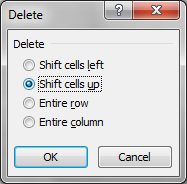 Delete
Delete
Shift cells left
Shift cells up
Entire row
Entire column
OK Cancel